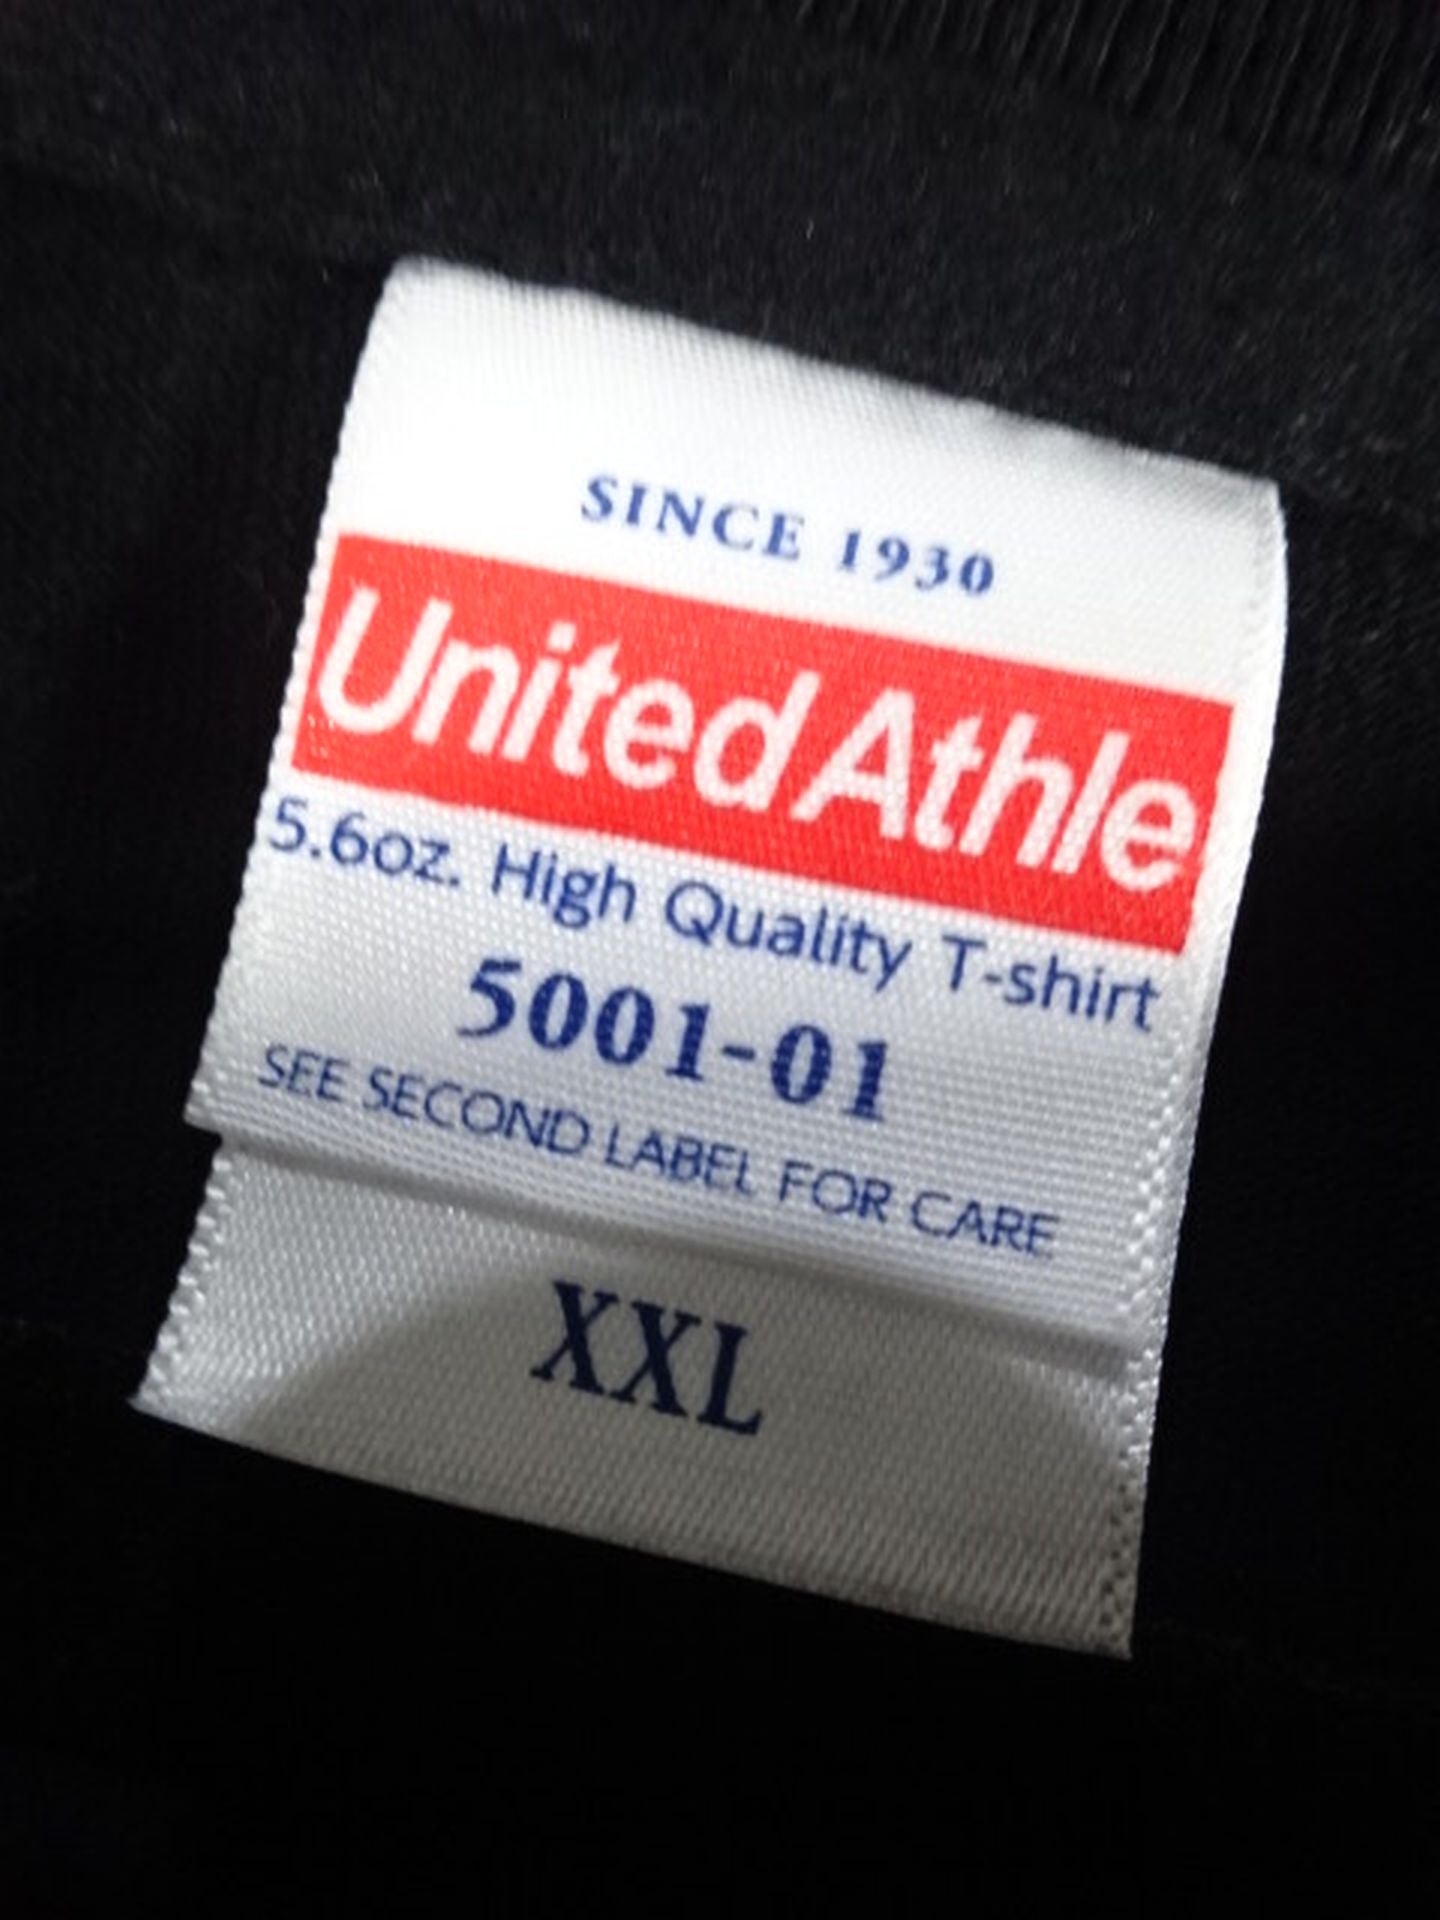 SINCE 1930
United Athle
5.6oz. High Quality T-shirt
5001-01
SEE SECOND LABEL FOR CARE
XXL